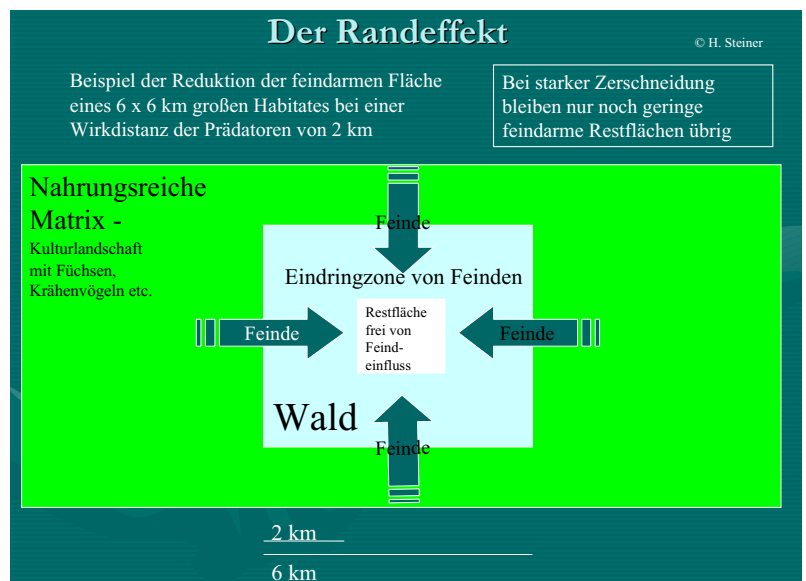 Der Randeffekt
© H. Steiner
Beispiel der Reduktion der feindarmen Fläche
eines 6 x 6 km großen Habitates bei einer
Wirkdistanz der Prädatoren von 2 km
Bei starker Zerschneidung
bleiben nur noch geringe
feindarme Restflächen übrig
Nahrungsreiche
Matrix -
Kulturlandschaft
mit Füchsen,
Krähenvögeln etc.
Feinde
Eindringzone von Feinden
Feinde
Restfläche
frei von
Feind-
einfluss
Feinde
Wald
Feinde
2 km
6 km